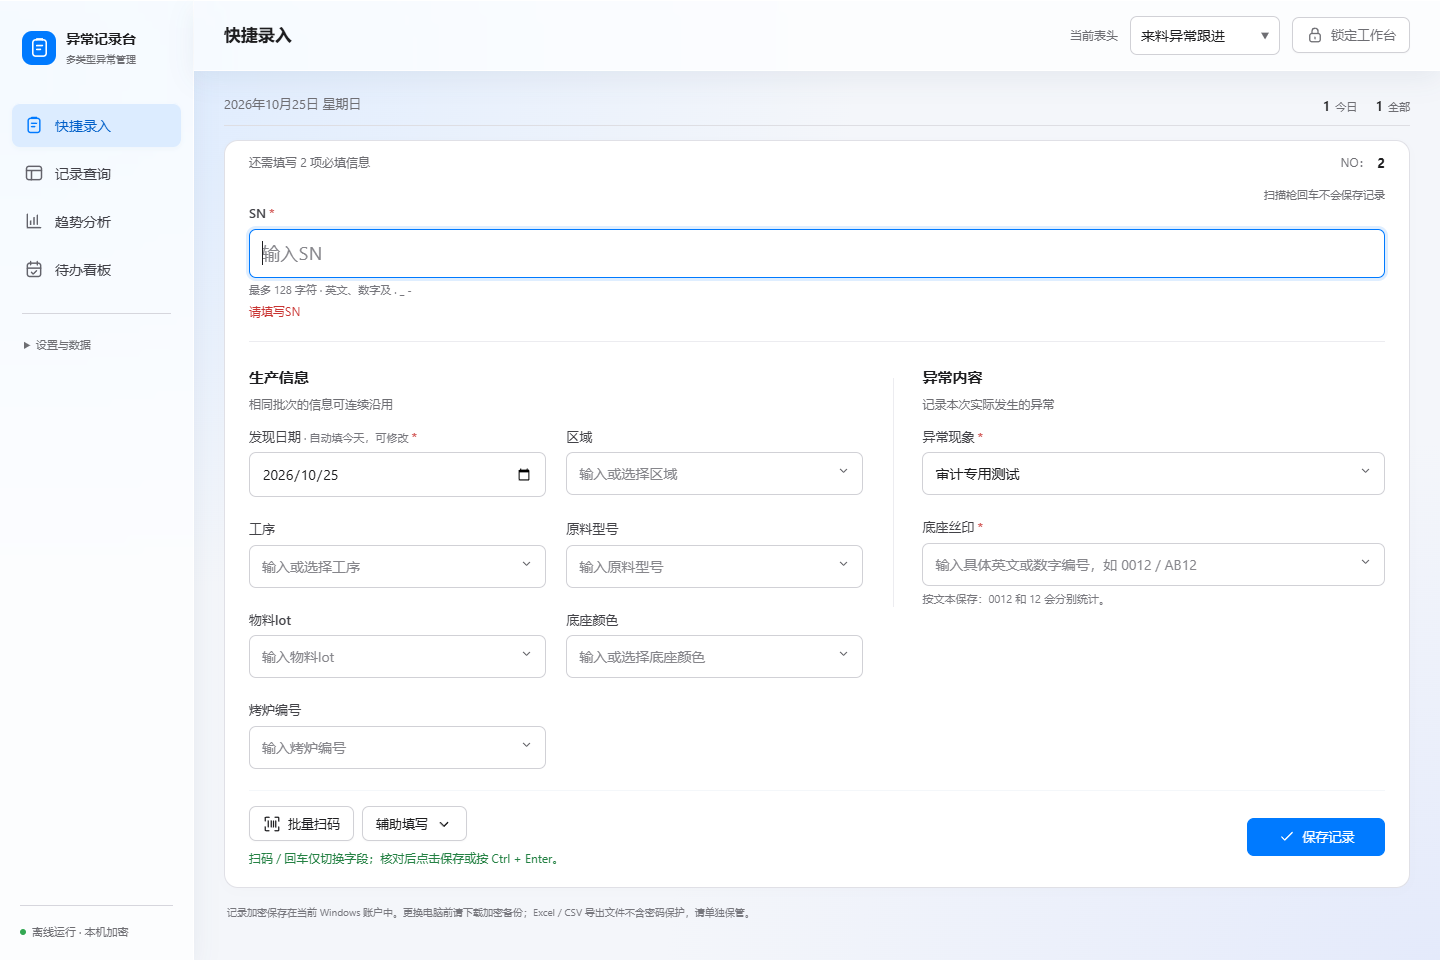 异常记录台
多类型异常管理
快捷录入
记录查询
趋势分析
待办看板
设置与数据
离线运行 · 本机加密
快捷录入
当前表头
来料异常跟进
锁定工作台
2026年10月25日 星期日
1 今日 1 全部
还需填写 2 项必填信息
NO： 2
扫描枪回车不会保存记录
SN *
输入SN
最多 128 字符 · 英文、数字及 . _ -
请填写SN
生产信息
相同批次的信息可连续沿用
发现日期 · 自动填今天，可修改 *
2026/10/25
区域
输入或选择区域
工序
输入或选择工序
原料型号
输入原料型号
物料lot
输入物料lot
底座颜色
输入或选择底座颜色
烤炉编号
输入烤炉编号
异常内容
记录本次实际发生的异常
异常现象 *
审计专用测试
底座丝印 *
输入具体英文或数字编号，如 0012 / AB12
按文本保存：0012 和 12 会分别统计。
批量扫码
辅助填写
扫码 / 回车仅切换字段；核对后点击保存或按 Ctrl + Enter。
保存记录
记录加密保存在当前 Windows 账户中。更换电脑前请下载加密备份；Excel / CSV 导出文件不含密码保护，请单独保管。